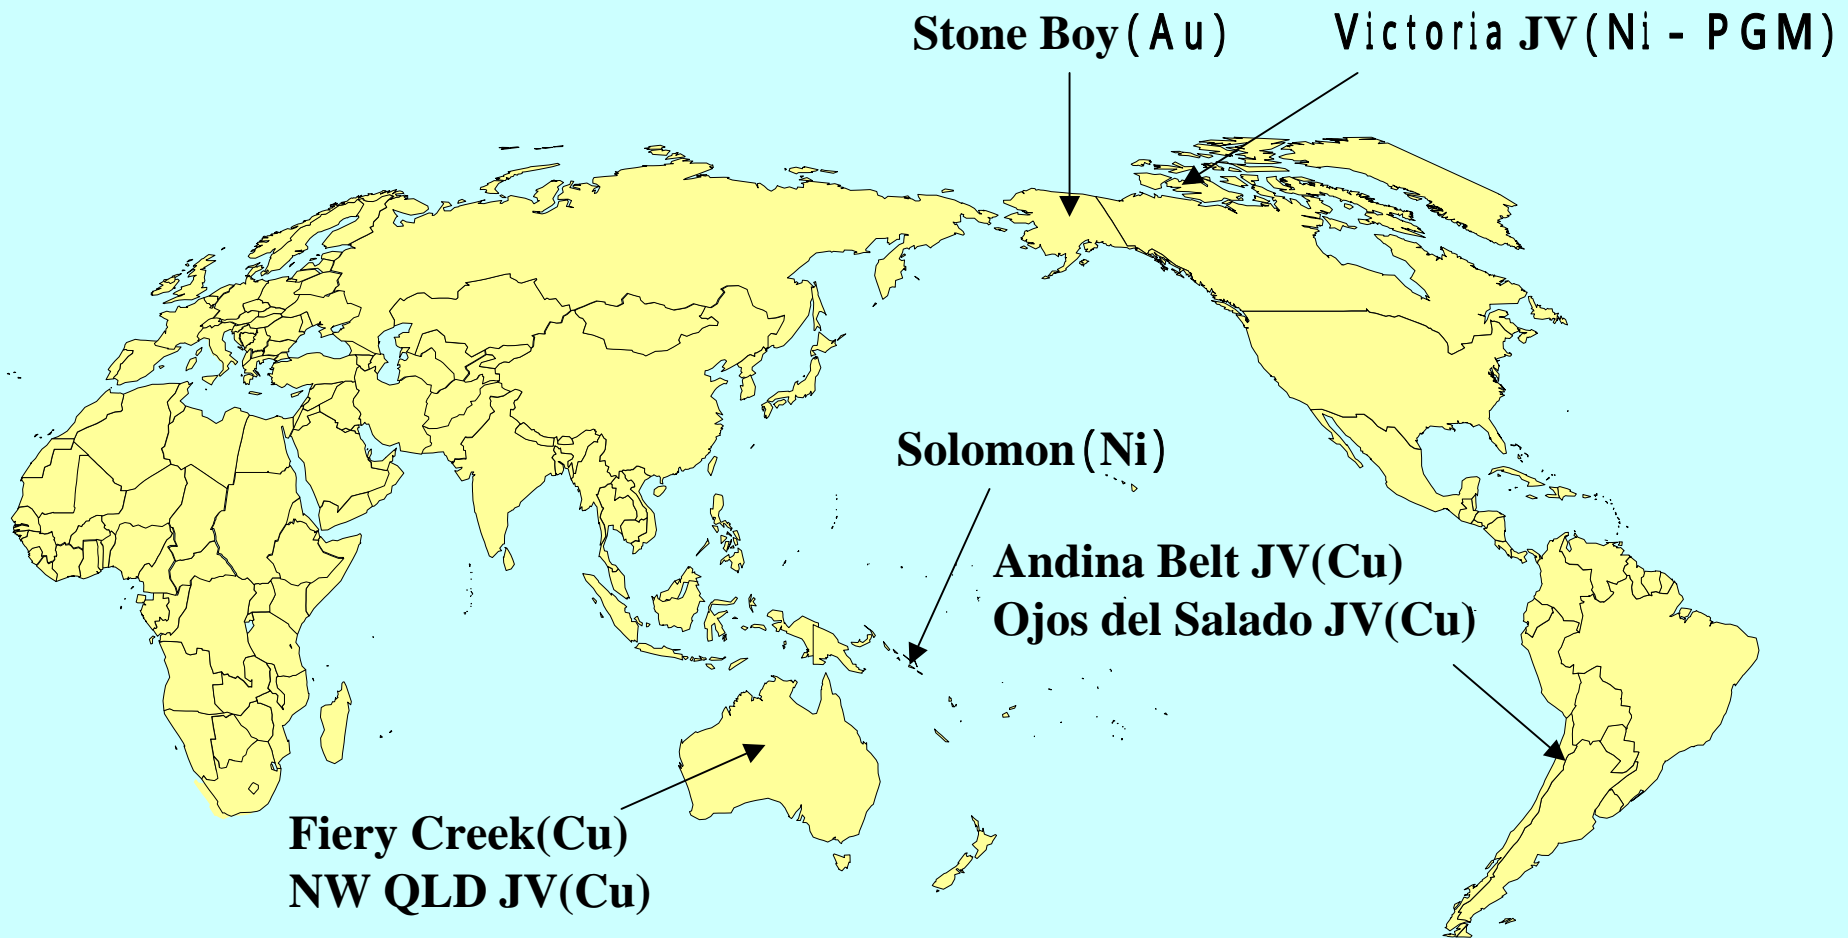 Stone Boy(Au)
Victoria JV(Ni - PGM)
Solomon(Ni)
Andina Belt JV(Cu)
Ojos del Salado JV(Cu)
Fiery Creek(Cu)
NW QLD JV(Cu)